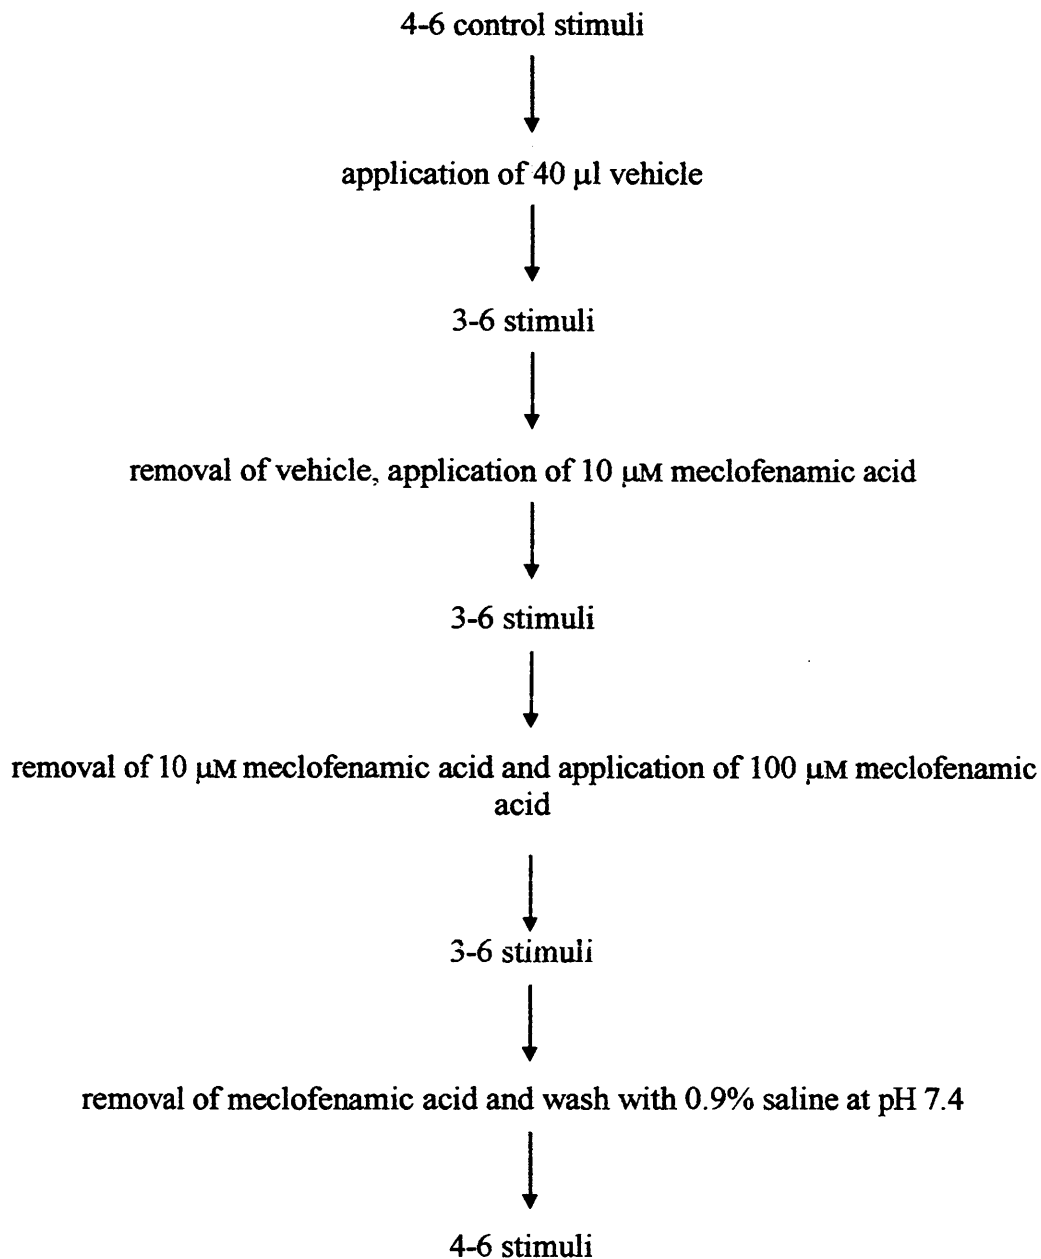 4-6 control stimuli
application of 40 µl vehicle
3-6 stimuli
removal of vehicle, application of 10 µM meclofenamic acid
3-6 stimuli
removal of 10 µM meclofenamic acid and application of 100 µM meclofenamic
acid
3-6 stimuli
removal of meclofenamic acid and wash with 0.9% saline at pH 7.4
4-6 stimuli